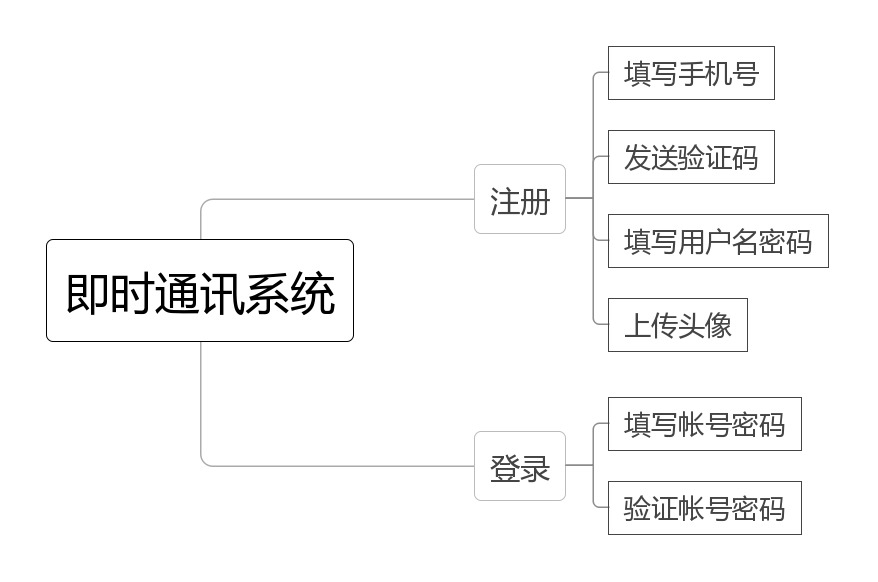 即时通讯系统
注册
填写手机号
发送验证码
填写用户名密码
上传头像
登录
填写帐号密码
验证帐号密码